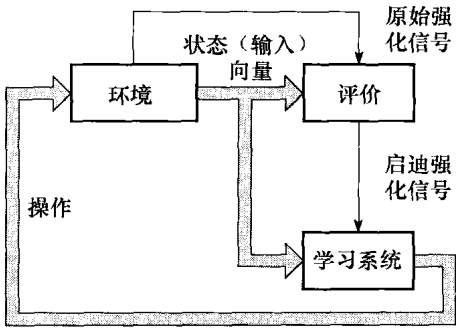 原始强
化信号
状态（输入）
向量
环境
评价
启迪强
化信号
操作
学习系统